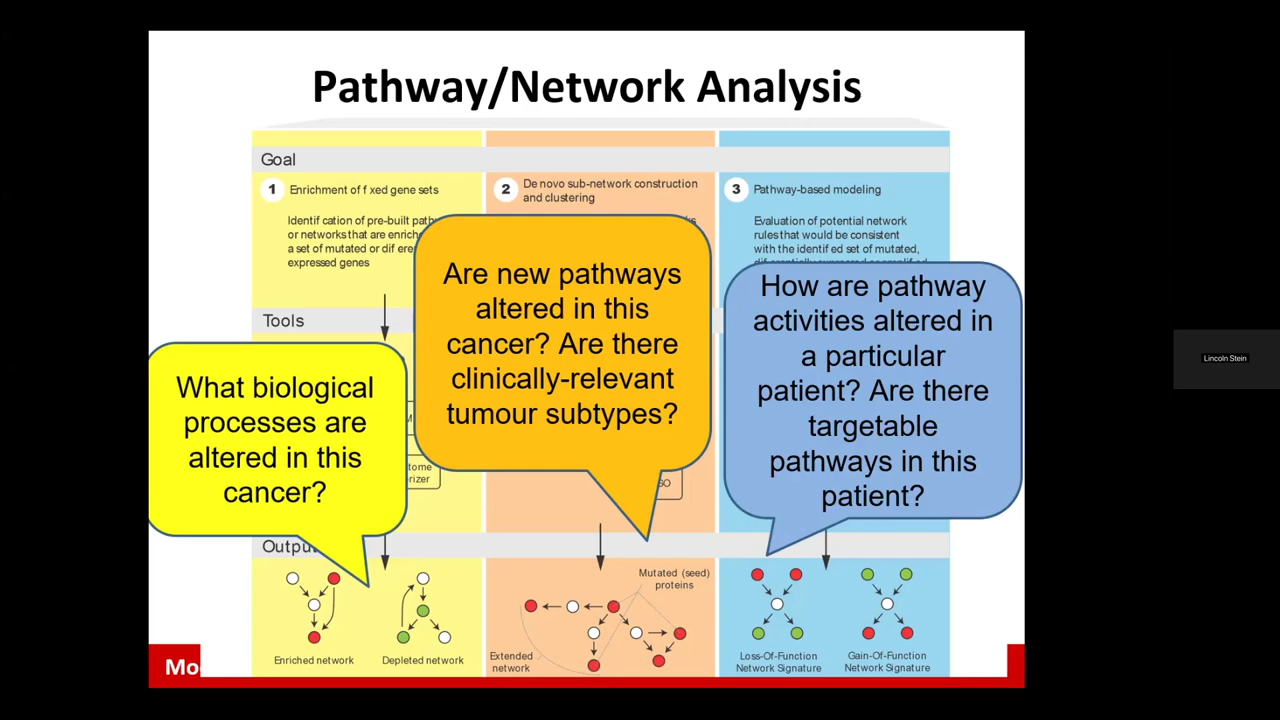 Pathway/Network Analysis
Goal
1 Enrichment of f xed gene sets
Identif cation of pre-built
or networks that are
a set of mutated or dif
expressed genes
2 De novo sub-network construction
and clustering
3 Pathway-based modeling
Evaluation of potential network
rules that would be consistent
with the identif ed set of mutated,
Tools
What biological
processes are
altered in this
cancer?
Are new pathways
altered in this
cancer? Are there
clinically-relevant
tumour subtypes?
How are pathway
activities altered in
a particular
patient? Are there
targetable
pathways in this
patient?
Output
Enriched network
Depleted network
Mutated (seed)
proteins
Extended
network
Loss-Of-Function
Network Signature
Gain-Of-Function
Network Signature
Lincoln Stein